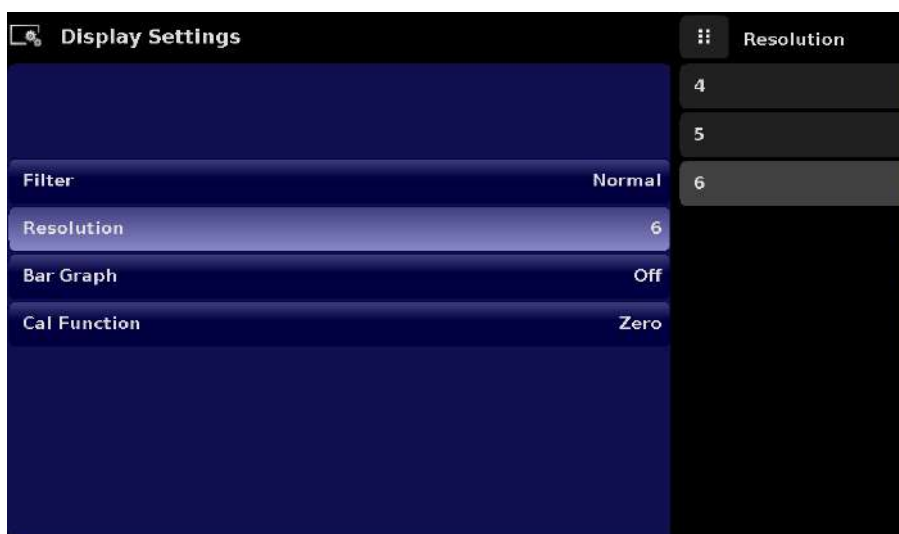 Display Settings
Filter Normal
Resolution 6
Bar Graph Off
Cal Function Zero
Resolution
4
5
6